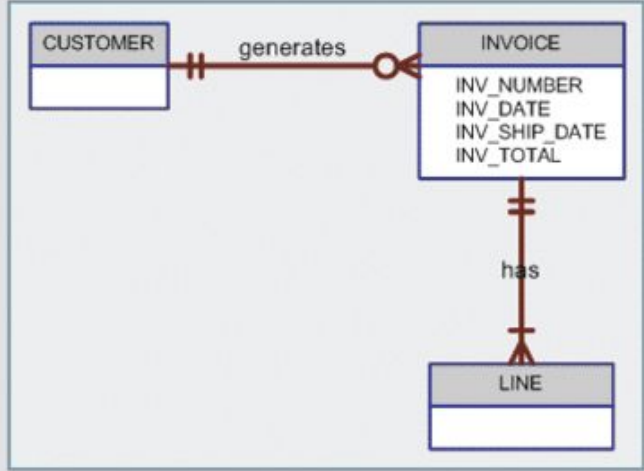 CUSTOMER
generates
INVOICE
INV_NUMBER
INV_DATE
INV_SHIP_DATE
INV_TOTAL
has
LINE